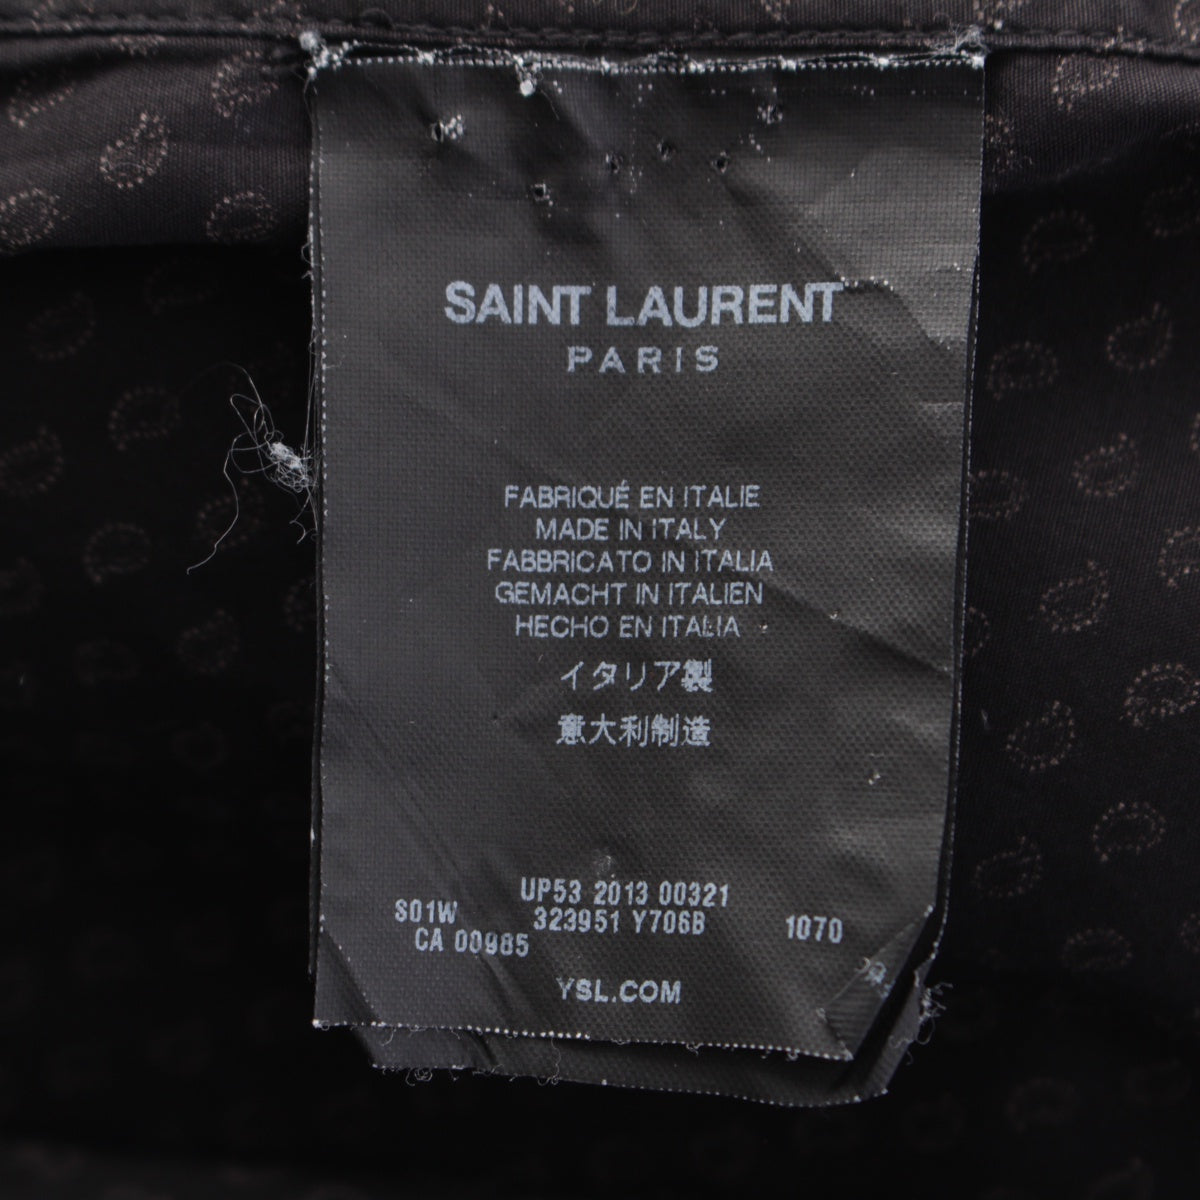 SAINT LAURENT
PARIS
FABRIQUÉ EN ITALIE
MADE IN ITALY
FABBRICATO IN ITALIA
GEMACHT IN ITALIEN
HECHO EN ITALIA
イタリア製
意大利制造
UP53 2013 00321
S01W 323951 Y706B 1070
CA 00985
YSL.COM